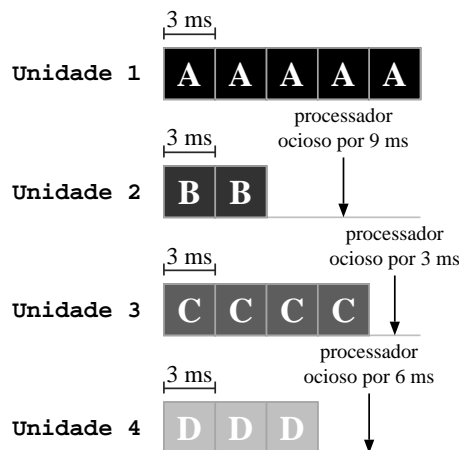 3 ms
Unidade 1
A A A A A
processador
ocioso por 9 ms
3 ms
Unidade 2
B B
processador
ocioso por 3 ms
3 ms
Unidade 3
C C C C
processador
ocioso por 6 ms
3 ms
Unidade 4
D D D